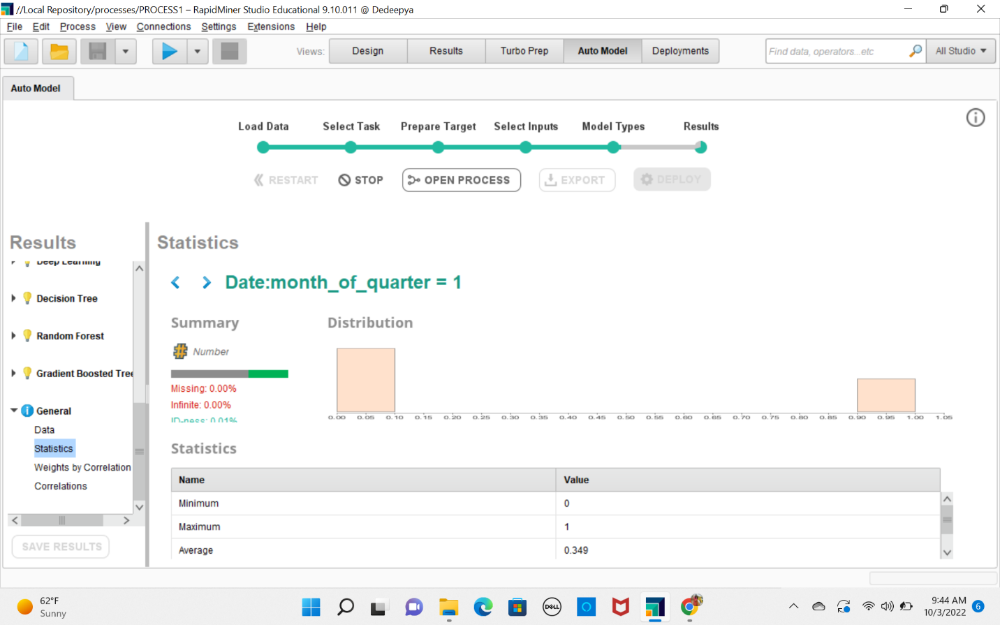 //Local Repository/processes/PROCESS1 – RapidMiner Studio Educational 9.10.011 @ Dedeepya
File Edit Process View Connections Settings Extensions Help
Views: Design Results Turbo Prep Auto Model Deployments Find data, operators...etc All Studio
Auto Model
Load Data Select Task Prepare Target Select Inputs Model Types Results
RESTART STOP OPEN PROCESS EXPORT DEPLOY
Results
Deep Learning
Decision Tree
Random Forest
Gradient Boosted Tree
General
Data
Statistics
Weights by Correlation
Correlations
SAVE RESULTS
Statistics
Date:month_of_quarter = 1
Summary
Number
Missing: 0.00%
Infinite: 0.00%
ID-ness: 0.01%
Distribution
0.00 0.05 0.10 0.15 0.20 0.25 0.30 0.35 0.40 0.45 0.50 0.55 0.60 0.65 0.70 0.75 0.80 0.85 0.90 0.95 1.00 1.05
Statistics
Name Value
Minimum 0
Maximum 1
Average 0.349
62°F
Sunny
DELL
9:44 AM
10/3/2022
6